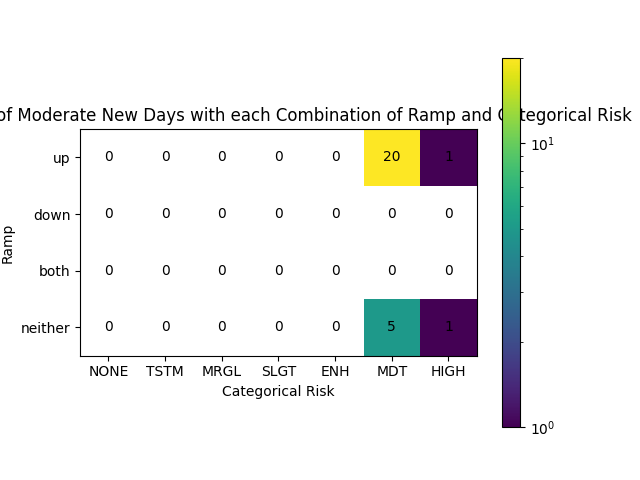 of Moderate New Days with each Combination of Ramp and Categorical Risk
up 0 0 0 0 0 20 1
down 0 0 0 0 0 0 0
both 0 0 0 0 0 0 0
neither 0 0 0 0 0 5 1
NONE TSTM MRGL SLGT ENH MDT HIGH
Categorical Risk
Ramp
10¹
10⁰